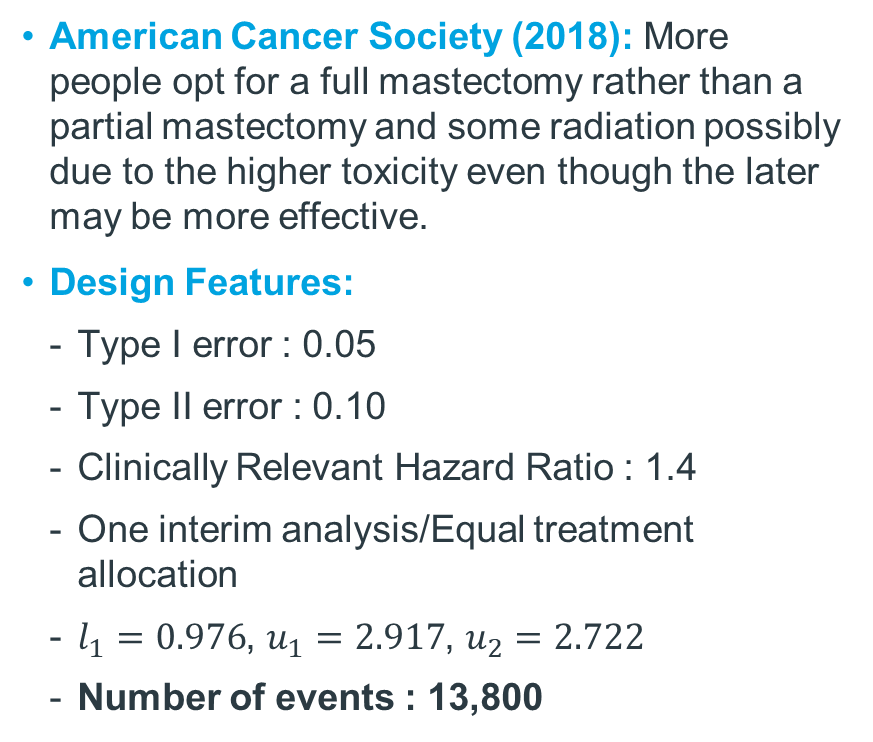 • American Cancer Society (2018): More
people opt for a full mastectomy rather than a
partial mastectomy and some radiation possibly
due to the higher toxicity even though the later
may be more effective.
• Design Features:
- Type I error : 0.05
- Type II error : 0.10
- Clinically Relevant Hazard Ratio : 1.4
- One interim analysis/Equal treatment
allocation
- 𝑙₁ = 0.976, 𝑢₁ = 2.917, 𝑢₂ = 2.722
- Number of events : 13,800